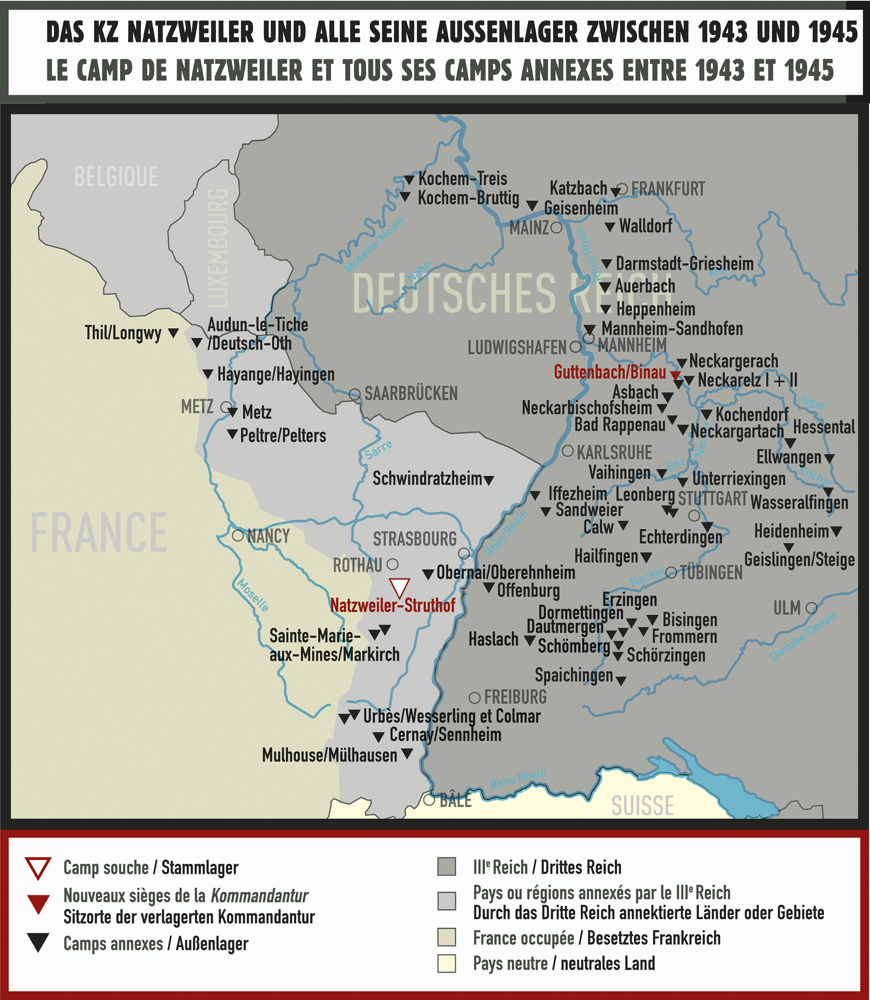 DAS KZ NATZWEILER UND ALLE SEINE AUSSENLAGER ZWISCHEN 1943 UND 1945
LE CAMP DE NATZWEILER ET TOUS SES CAMPS ANNEXES ENTRE 1943 ET 1945
BELGIQUE
LUXEMBOURG
Kochem-Treis
Kochem-Bruttig
Katzbach
FRANKFURT
Geisenheim
MAINZ
Walldorf
Moselle/Mosel
Nahe
Rhin/Rhein
Main
DEUTSCHES REICH
Darmstadt-Griesheim
Auerbach
Heppenheim
Thil/Longwy
Audun-le-Tiche
/Deutsch-Oth
Mannheim-Sandhofen
LUDWIGSHAFEN
MANNHEIM
Hayange/Hayingen
Neckargerach
Guttenbach/Binau
Neckarelz I + II
SAARBRÜCKEN
Asbach
METZ
Metz
Neckarbischofsheim
Jagst
Kochendorf
Bad Rappenau
Neckargartach
Hessental
Peltre/Pelters
Sarre
Neckar
KARLSRUHE
Ellwangen
Enz
Vaihingen
Kocher
Schwindratzheim
Unterriexingen
Iffezheim
Leonberg
STUTTGART
Wasseralfingen
Sandweier
Calw
FRANCE
NANCY
STRASBOURG
Rhin/Rhein
Echterdingen
Heidenheim
Hailfingen
Geislingen/Steige
ROTHAU
Obernai/Oberehnheim
Neckar
TÜBINGEN
Moselle
Offenburg
Natzweiler-Struthof
Erzingen
ULM
Dormettingen
Bisingen
Dautmergen
Danube/Donau
Sainte-Marie-
aux-Mines/Markirch
Haslach
Frommern
Schömberg
Schörzingen
Spaichingen
FREIBURG
Urbès/Wesserling et Colmar
Cernay/Sennheim
Mulhouse/Mülhausen
Rhin/Rhein
BÂLE
SUISSE
Camp souche / Stammlager
Nouveaux sièges de la Kommandantur
Sitzorte der verlagerten Kommandantur
Camps annexes / Außenlager
IIIe Reich / Drittes Reich
Pays ou régions annexés par le IIIe Reich
Durch das Dritte Reich annektierte Länder oder Gebiete
France occupée / Besetztes Frankreich
Pays neutre / neutrales Land